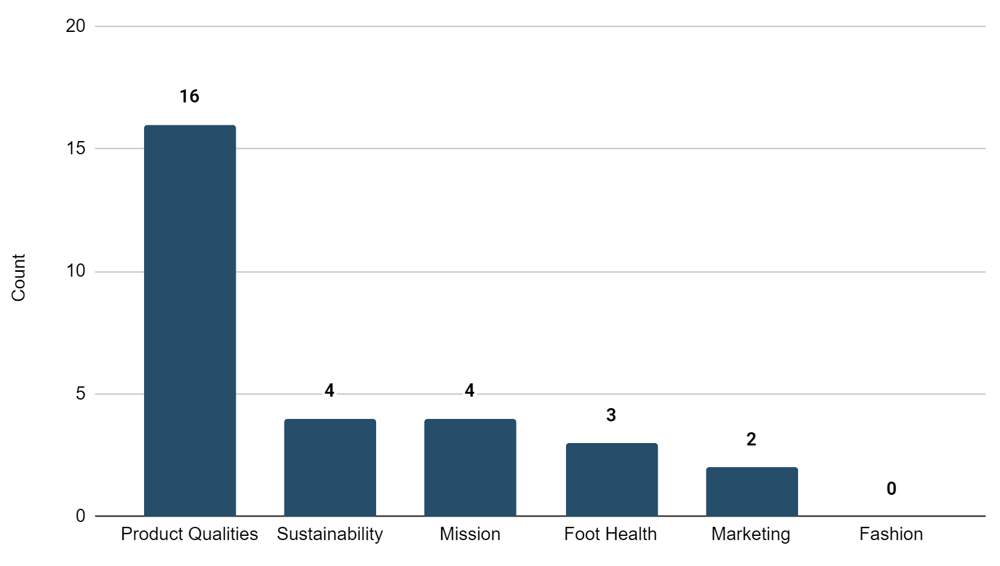 20
15
10
5
0
Count
16
4
4
3
2
0
Product Qualities
Sustainability
Mission
Foot Health
Marketing
Fashion